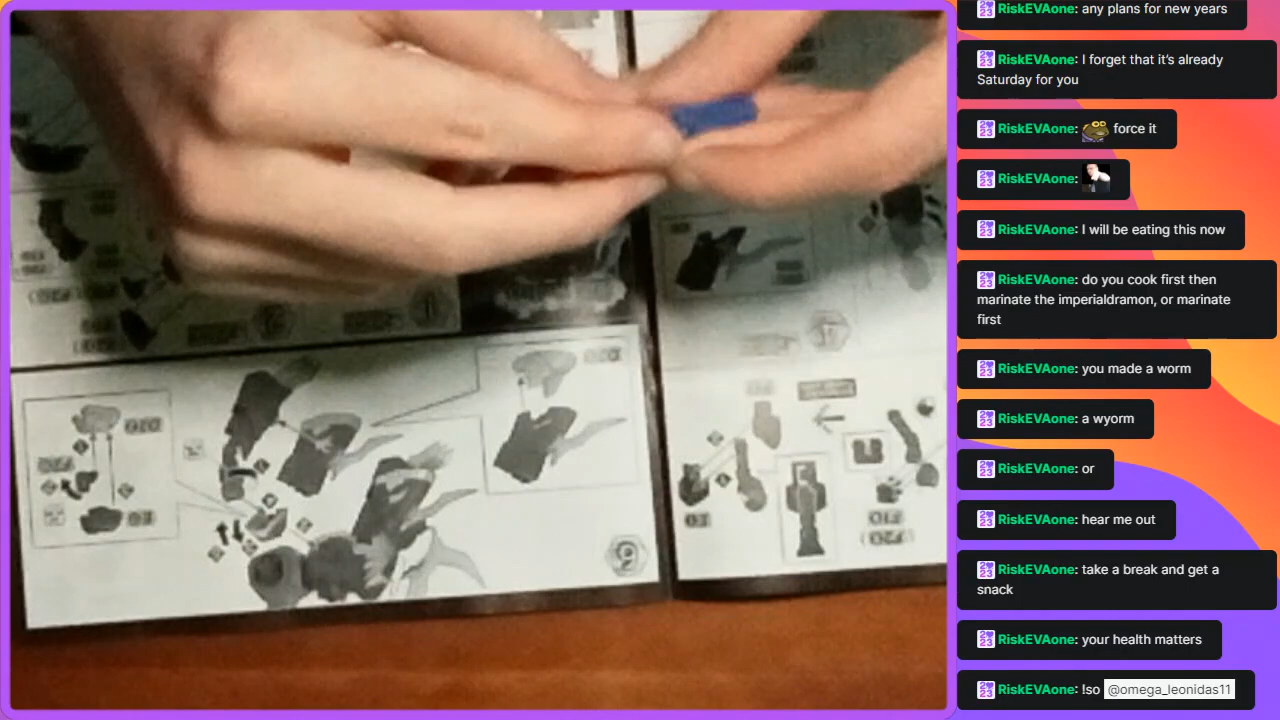 RiskEVAone: any plans for new years
RiskEVAone: I forget that it's already
Saturday for you
RiskEVAone: force it
RiskEVAone:
RiskEVAone: I will be eating this now
RiskEVAone: do you cook first then
marinate the imperialdramon, or marinate
first
RiskEVAone: you made a worm
RiskEVAone: a wyorm
RiskEVAone: or
RiskEVAone: hear me out
RiskEVAone: take a break and get a
snack
RiskEVAone: your health matters
RiskEVAone: !so @omega_leonidas11
9